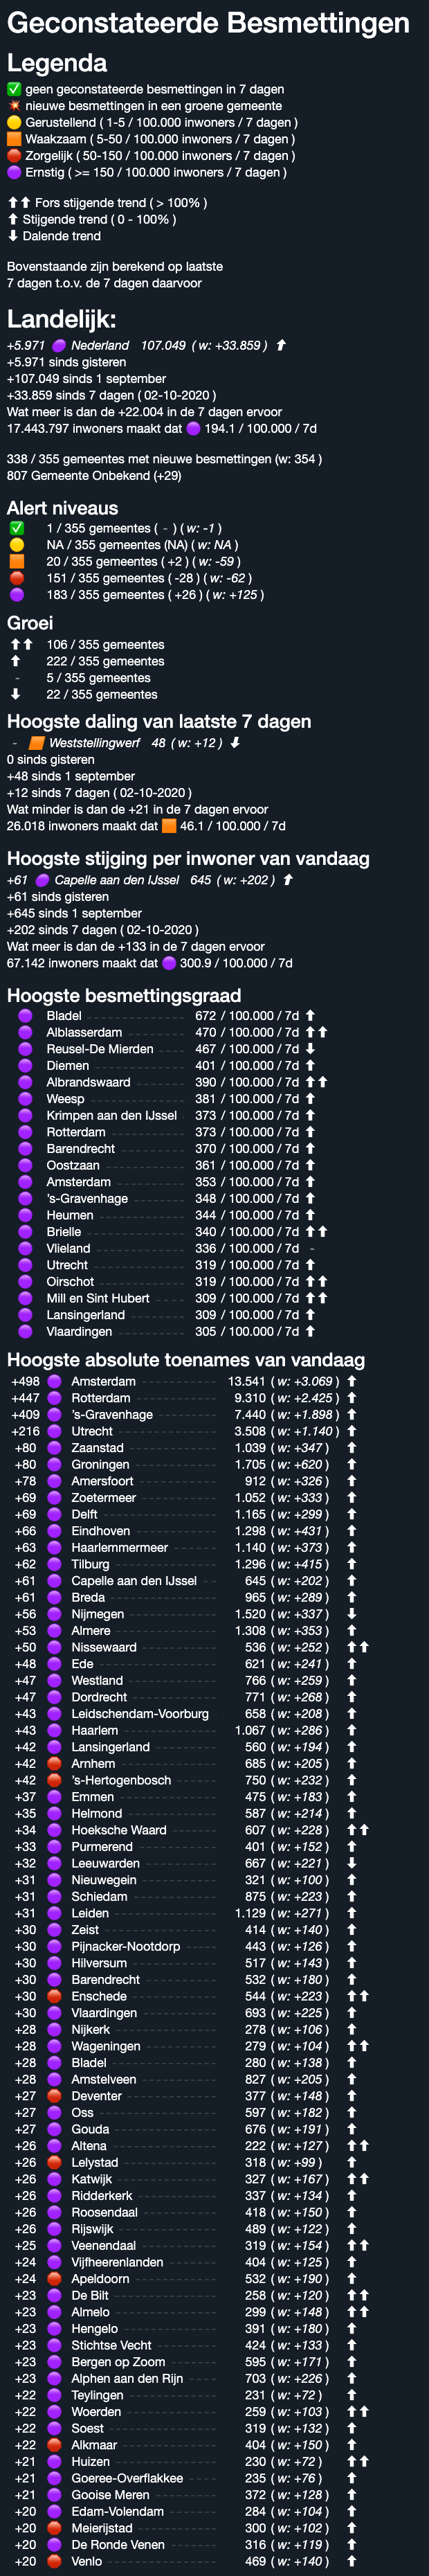 Geconstateerde Besmettingen
Legenda
✅ geen geconstateerde besmettingen in 7 dagen
💥 nieuwe besmettingen in een groene gemeente
🟡 Gerustellend ( 1-5 / 100.000 inwoners / 7 dagen )
🟧 Waakzaam ( 5-50 / 100.000 inwoners / 7 dagen )
🔴 Zorgelijk ( 50-150 / 100.000 inwoners / 7 dagen )
🟣 Ernstig ( >= 150 / 100.000 inwoners / 7 dagen )
⬆⬆ Fors stijgende trend ( > 100% )
⬆ Stijgende trend ( 0 - 100% )
⬇ Dalende trend
Bovenstaande zijn berekend op laatste
7 dagen t.o.v. de 7 dagen daarvoor
Landelijk:
+5.971 🟣 Nederland 107.049 ( w: +33.859 ) ⬆
+5.971 sinds gisteren
+107.049 sinds 1 september
+33.859 sinds 7 dagen ( 02-10-2020 )
Wat meer is dan de +22.004 in de 7 dagen ervoor
17.443.797 inwoners maakt dat 🟣 194.1 / 100.000 / 7d
338 / 355 gemeentes met nieuwe besmettingen (w: 354 )
807 Gemeente Onbekend (+29)
Alert niveaus
✅ 1 / 355 gemeentes ( - ) ( w: -1 )
🟡 NA / 355 gemeentes (NA) ( w: NA )
🟧 20 / 355 gemeentes ( +2 ) ( w: -59 )
🔴 151 / 355 gemeentes ( -28 ) ( w: -62 )
🟣 183 / 355 gemeentes ( +26 ) ( w: +125 )
Groei
⬆⬆ 106 / 355 gemeentes
⬆ 222 / 355 gemeentes
- 5 / 355 gemeentes
⬇ 22 / 355 gemeentes
Hoogste daling van laatste 7 dagen
- 🟧 Weststellingwerf 48 ( w: +12 ) ⬇
0 sinds gisteren
+48 sinds 1 september
+12 sinds 7 dagen ( 02-10-2020 )
Wat minder is dan de +21 in de 7 dagen ervoor
26.018 inwoners maakt dat 🟧 46.1 / 100.000 / 7d
Hoogste stijging per inwoner van vandaag
+61 🟣 Capelle aan den IJssel 645 ( w: +202 ) ⬆
+61 sinds gisteren
+645 sinds 1 september
+202 sinds 7 dagen ( 02-10-2020 )
Wat meer is dan de +133 in de 7 dagen ervoor
67.142 inwoners maakt dat 🟣 300.9 / 100.000 / 7d
Hoogste besmettingsgraad
🟣 Bladel 672 / 100.000 / 7d ⬆
🟣 Alblasserdam 470 / 100.000 / 7d ⬆⬆
🟣 Reusel-De Mierden 467 / 100.000 / 7d ⬇
🟣 Diemen 401 / 100.000 / 7d ⬆
🟣 Albrandswaard 390 / 100.000 / 7d ⬆⬆
🟣 Weesp 381 / 100.000 / 7d ⬆
🟣 Krimpen aan den IJssel 373 / 100.000 / 7d ⬆
🟣 Rotterdam 373 / 100.000 / 7d ⬆
🟣 Barendrecht 370 / 100.000 / 7d ⬆
🟣 Oostzaan 361 / 100.000 / 7d ⬆
🟣 Amsterdam 353 / 100.000 / 7d ⬆
🟣 's-Gravenhage 348 / 100.000 / 7d ⬆
🟣 Heumen 344 / 100.000 / 7d ⬆
🟣 Brielle 340 / 100.000 / 7d ⬆⬆
🟣 Vlieland 336 / 100.000 / 7d -
🟣 Utrecht 319 / 100.000 / 7d ⬆
🟣 Oirschot 319 / 100.000 / 7d ⬆⬆
🟣 Mill en Sint Hubert 309 / 100.000 / 7d ⬆⬆
🟣 Lansingerland 309 / 100.000 / 7d ⬆
🟣 Vlaardingen 305 / 100.000 / 7d ⬆
Hoogste absolute toenames van vandaag
+498 🟣 Amsterdam 13.541 ( w: +3.069 ) ⬆
+447 🟣 Rotterdam 9.310 ( w: +2.425 ) ⬆
+409 🟣 's-Gravenhage 7.440 ( w: +1.898 ) ⬆
+216 🟣 Utrecht 3.508 ( w: +1.140 ) ⬆
+80 🟣 Zaanstad 1.039 ( w: +347 ) ⬆
+80 🟣 Groningen 1.705 ( w: +620 ) ⬆
+78 🟣 Amersfoort 912 ( w: +326 ) ⬆
+69 🟣 Zoetermeer 1.052 ( w: +333 ) ⬆
+69 🟣 Delft 1.165 ( w: +299 ) ⬆
+66 🟣 Eindhoven 1.298 ( w: +431 ) ⬆
+63 🟣 Haarlemmermeer 1.140 ( w: +373 ) ⬆
+62 🟣 Tilburg 1.296 ( w: +415 ) ⬆
+61 🟣 Capelle aan den IJssel 645 ( w: +202 ) ⬆
+61 🟣 Breda 965 ( w: +289 ) ⬆
+56 🟣 Nijmegen 1.520 ( w: +337 ) ⬇
+53 🟣 Almere 1.308 ( w: +353 ) ⬆
+50 🟣 Nissewaard 536 ( w: +252 ) ⬆⬆
+48 🟣 Ede 621 ( w: +241 ) ⬆
+47 🟣 Westland 766 ( w: +259 ) ⬆
+47 🟣 Dordrecht 771 ( w: +268 ) ⬆
+43 🟣 Leidschendam-Voorburg 658 ( w: +208 ) ⬆
+43 🟣 Haarlem 1.067 ( w: +286 ) ⬆
+42 🟣 Lansingerland 560 ( w: +194 ) ⬆
+42 🔴 Arnhem 685 ( w: +205 ) ⬆
+42 🔴 's-Hertogenbosch 750 ( w: +232 ) ⬆
+37 🟣 Emmen 475 ( w: +183 ) ⬆
+35 🟣 Helmond 587 ( w: +214 ) ⬆
+34 🟣 Hoeksche Waard 607 ( w: +228 ) ⬆⬆
+33 🟣 Purmerend 401 ( w: +152 ) ⬆
+32 🟣 Leeuwarden 667 ( w: +221 ) ⬇
+31 🟣 Nieuwegein 321 ( w: +100 ) ⬆
+31 🟣 Schiedam 875 ( w: +223 ) ⬆
+31 🟣 Leiden 1.129 ( w: +271 ) ⬆
+30 🟣 Zeist 414 ( w: +140 ) ⬆
+30 🟣 Pijnacker-Nootdorp 443 ( w: +126 ) ⬆
+30 🟣 Hilversum 517 ( w: +143 ) ⬆
+30 🟣 Barendrecht 532 ( w: +180 ) ⬆
+30 🔴 Enschede 544 ( w: +223 ) ⬆⬆
+30 🟣 Vlaardingen 693 ( w: +225 ) ⬆
+28 🟣 Nijkerk 278 ( w: +106 ) ⬆
+28 🟣 Wageningen 279 ( w: +104 ) ⬆⬆
+28 🟣 Bladel 280 ( w: +138 ) ⬆
+28 🟣 Amstelveen 827 ( w: +205 ) ⬆
+27 🔴 Deventer 377 ( w: +148 ) ⬆
+27 🟣 Oss 597 ( w: +182 ) ⬆
+27 🟣 Gouda 676 ( w: +191 ) ⬆
+26 🟣 Altena 222 ( w: +127 ) ⬆⬆
+26 🔴 Lelystad 318 ( w: +99 ) ⬆
+26 🟣 Katwijk 327 ( w: +167 ) ⬆⬆
+26 🟣 Ridderkerk 337 ( w: +134 ) ⬆
+26 🟣 Roosendaal 418 ( w: +150 ) ⬆
+26 🟣 Rijswijk 489 ( w: +122 ) ⬆
+25 🟣 Veenendaal 319 ( w: +154 ) ⬆⬆
+24 🟣 Vijfheerenlanden 404 ( w: +125 ) ⬆
+24 🔴 Apeldoorn 532 ( w: +190 ) ⬆
+23 🟣 De Bilt 258 ( w: +120 ) ⬆⬆
+23 🟣 Almelo 299 ( w: +148 ) ⬆⬆
+23 🟣 Hengelo 391 ( w: +180 ) ⬆
+23 🟣 Stichtse Vecht 424 ( w: +133 ) ⬆
+23 🟣 Bergen op Zoom 595 ( w: +171 ) ⬆
+23 🟣 Alphen aan den Rijn 703 ( w: +226 ) ⬆
+22 🟣 Teylingen 231 ( w: +72 ) ⬆
+22 🟣 Woerden 259 ( w: +103 ) ⬆⬆
+22 🟣 Soest 319 ( w: +132 ) ⬆
+22 🔴 Alkmaar 404 ( w: +150 ) ⬆
+21 🟣 Huizen 230 ( w: +72 ) ⬆⬆
+21 🟣 Goeree-Overflakkee 235 ( w: +76 ) ⬆
+21 🟣 Gooise Meren 372 ( w: +128 ) ⬆
+20 🟣 Edam-Volendam 284 ( w: +104 ) ⬆
+20 🔴 Meierijstad 300 ( w: +102 ) ⬆
+20 🟣 De Ronde Venen 316 ( w: +119 ) ⬆
+20 🔴 Venlo 469 ( w: +140 ) ⬆